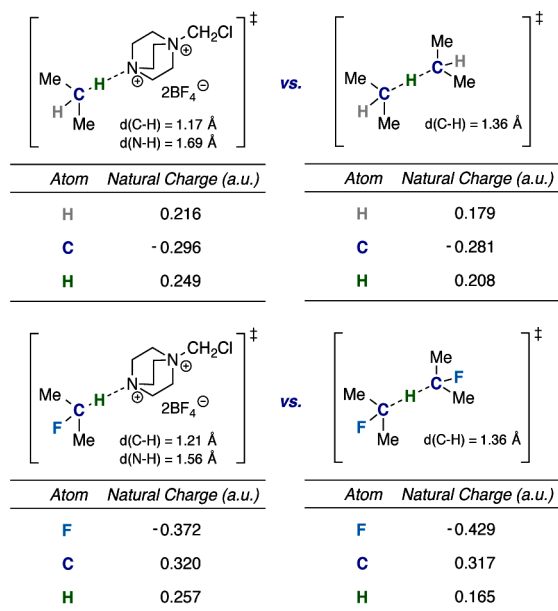 Me
H
H
Me
N
⊕
N
⊕
CH2Cl
2BF4⊖
d(C-H) = 1.17 Å
d(N-H) = 1.69 Å
‡
vs.
Me
H
H
Me
C
H
Me
Me
C
d(C-H) = 1.36 Å
‡
Atom Natural Charge (a.u.)
H 0.216
C -0.296
H 0.249
Atom Natural Charge (a.u.)
H 0.179
C -0.281
H 0.208
Me
C
H
F
Me
N
⊕
N
⊕
CH2Cl
2BF4⊖
d(C-H) = 1.21 Å
d(N-H) = 1.56 Å
‡
vs.
Me
C
F
H
Me
C
F
Me
Me
d(C-H) = 1.36 Å
‡
Atom Natural Charge (a.u.)
F -0.372
C 0.320
H 0.257
Atom Natural Charge (a.u.)
F -0.429
C 0.317
H 0.165